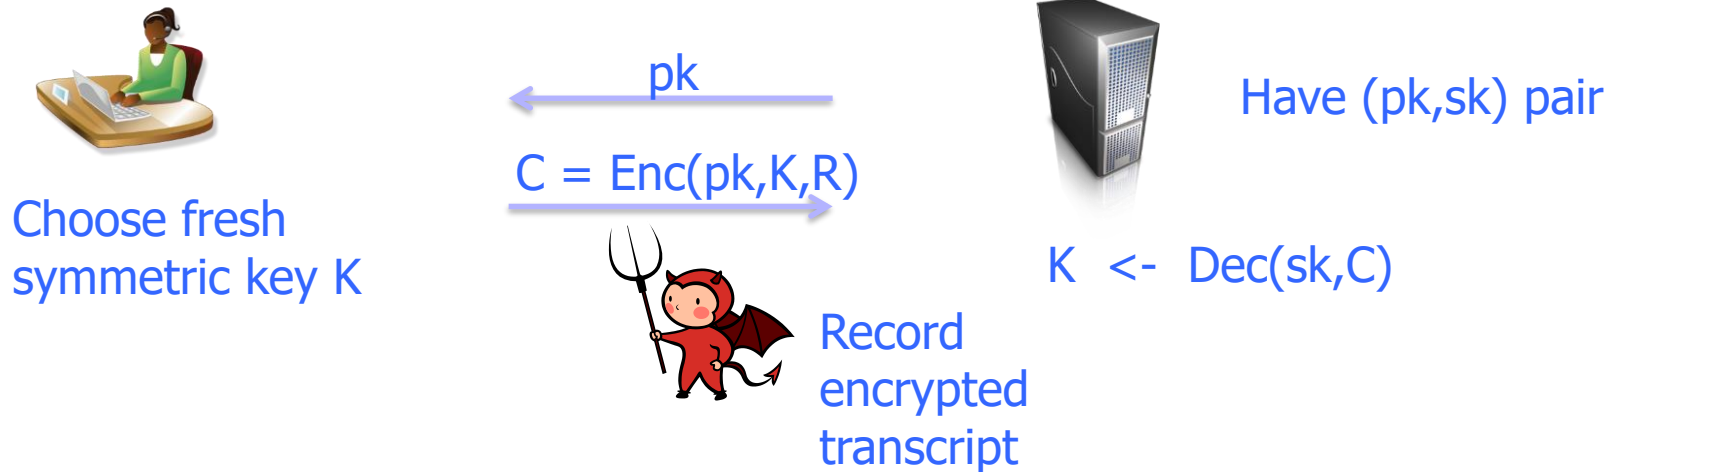 pk
Have (pk,sk) pair
C = Enc(pk,K,R)
Choose fresh
symmetric key K
K <- Dec(sk,C)
Record
encrypted
transcript